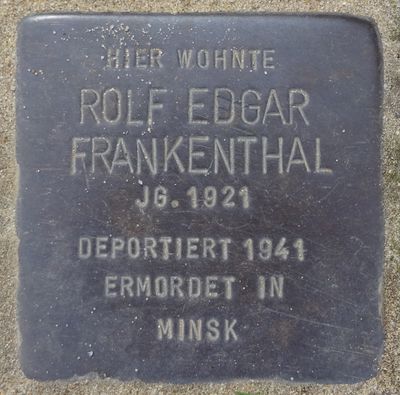 HIER WOHNTE
ROLF EDGAR
FRANKENTHAL
JG. 1921
DEPORTIERT 1941
ERMORDET IN
MINSK